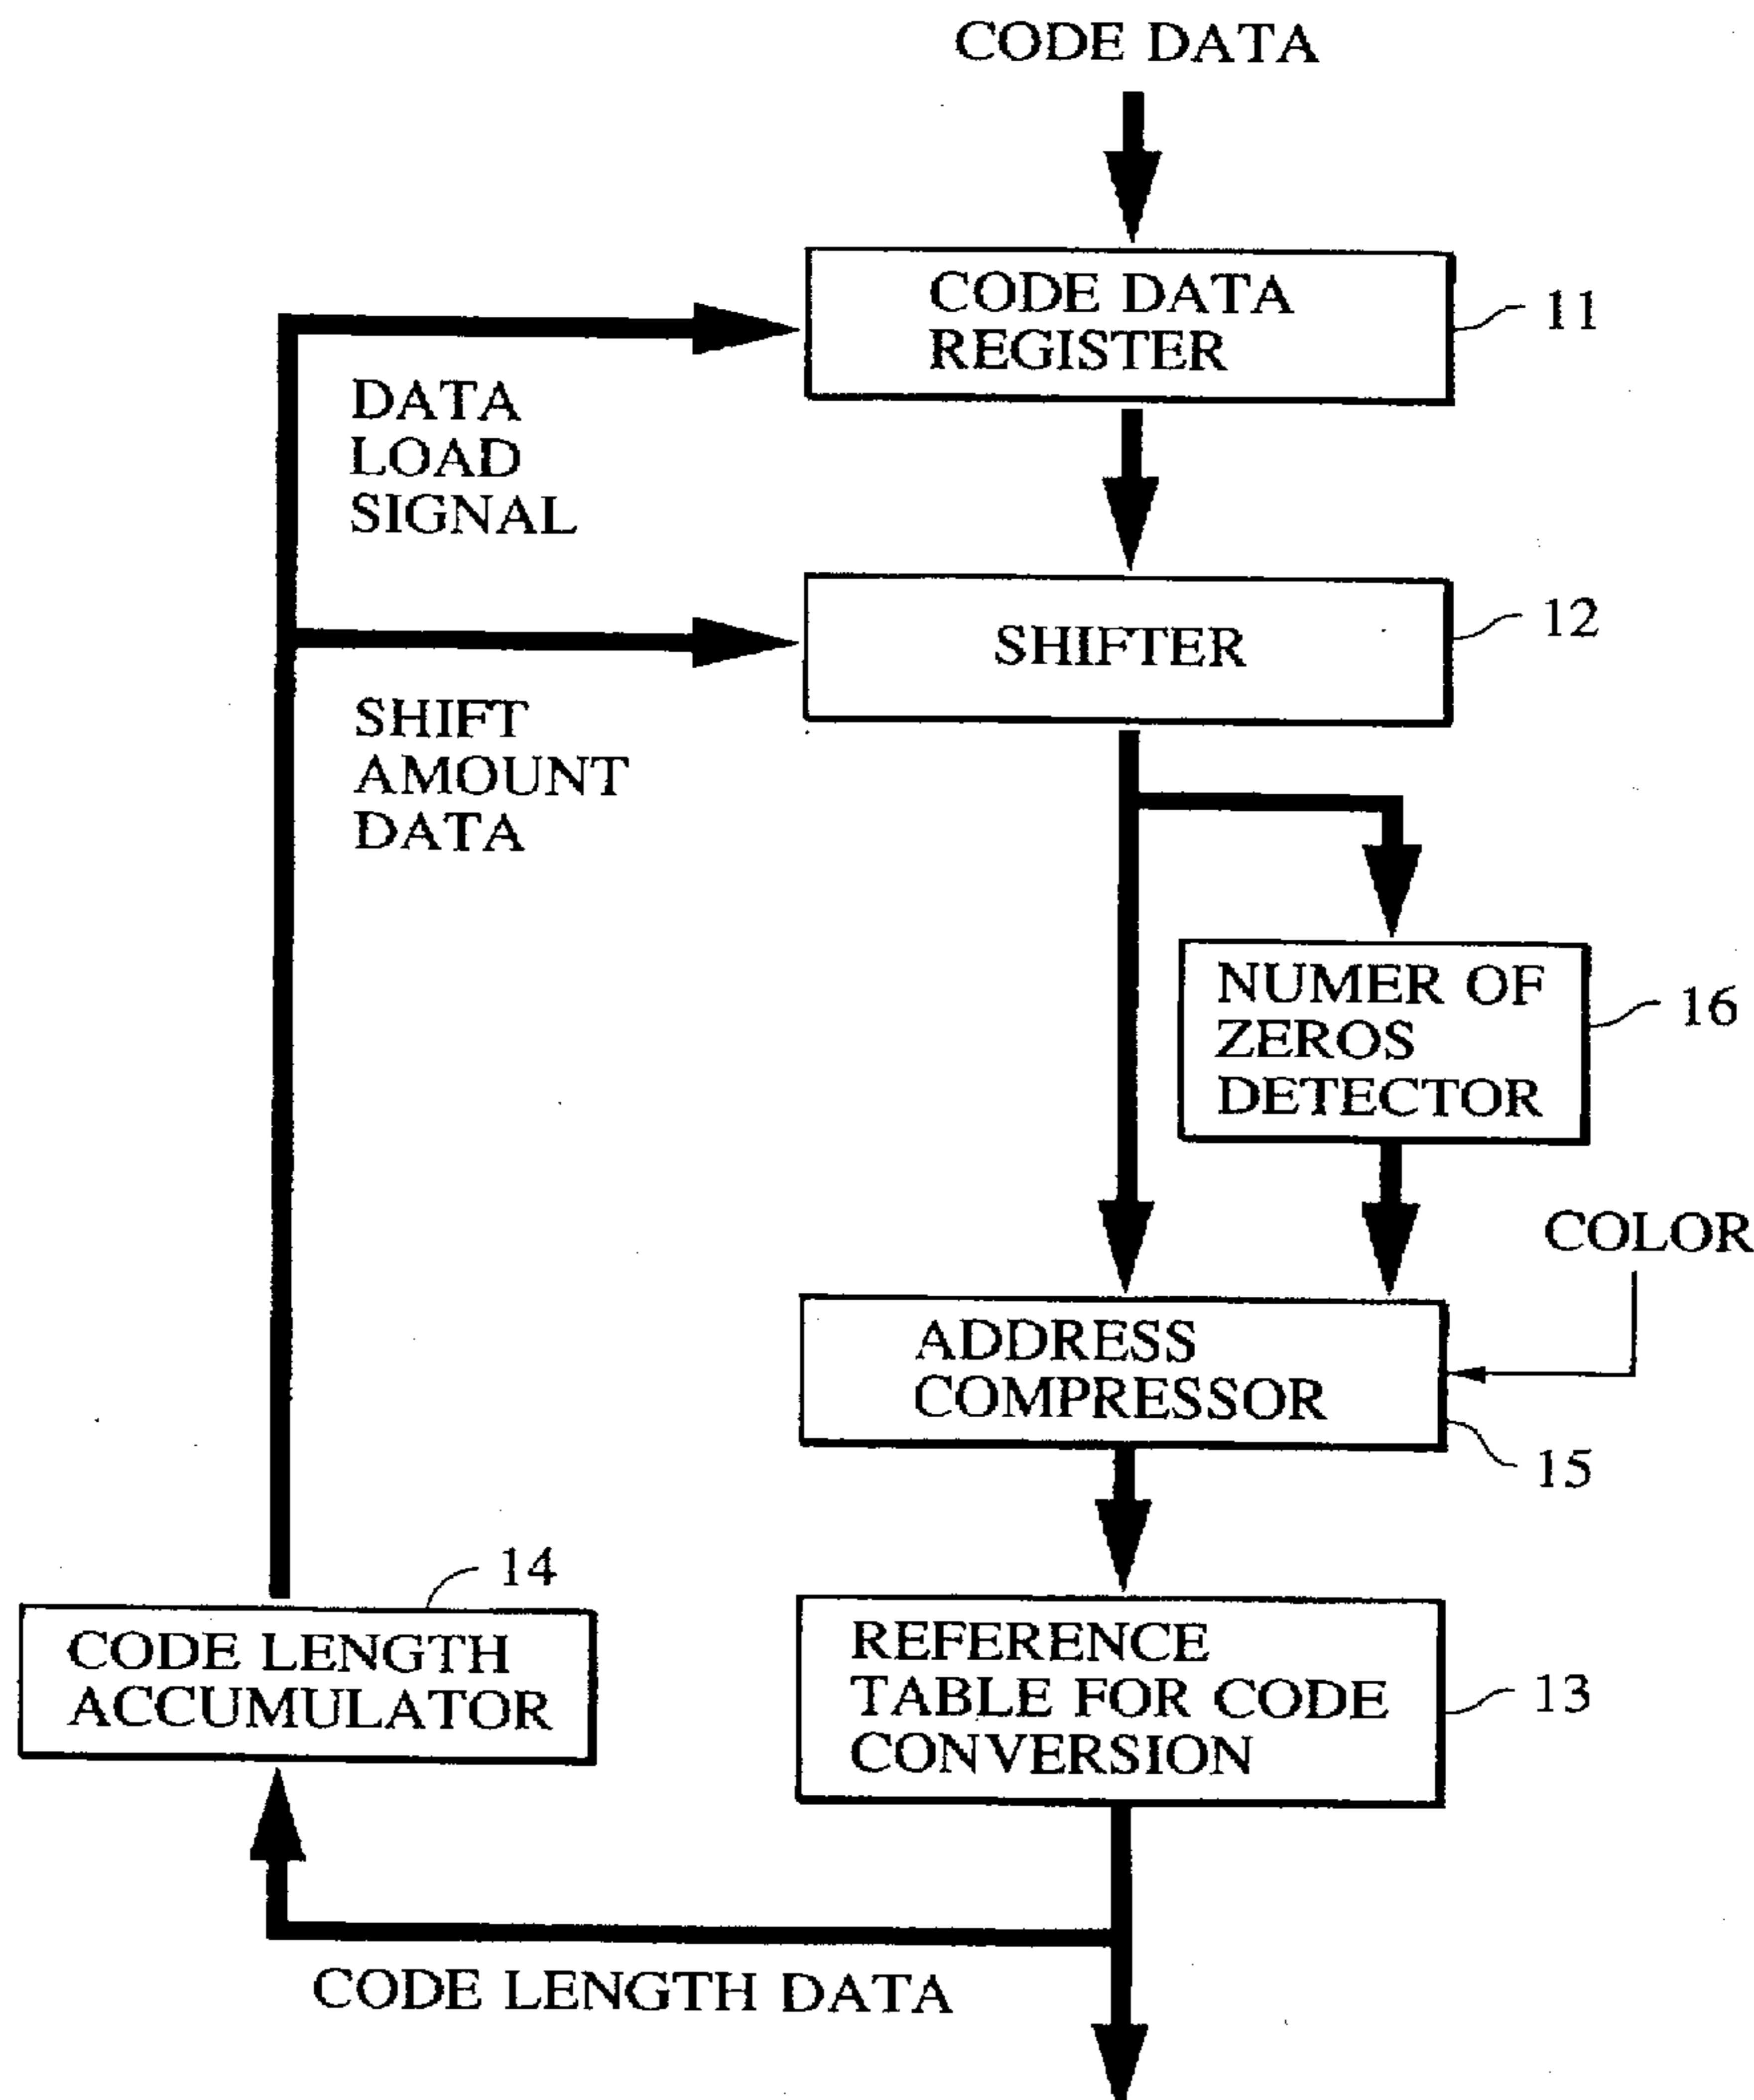 CODE DATA
CODE DATA
REGISTER
11
DATA
LOAD
SIGNAL
SHIFTER
12
SHIFT
AMOUNT
DATA
NUMER OF
ZEROS
DETECTOR
16
COLOR
ADDRESS
COMPRESSOR
15
14
CODE LENGTH
ACCUMULATOR
REFERENCE
TABLE FOR CODE
CONVERSION
13
CODE LENGTH DATA